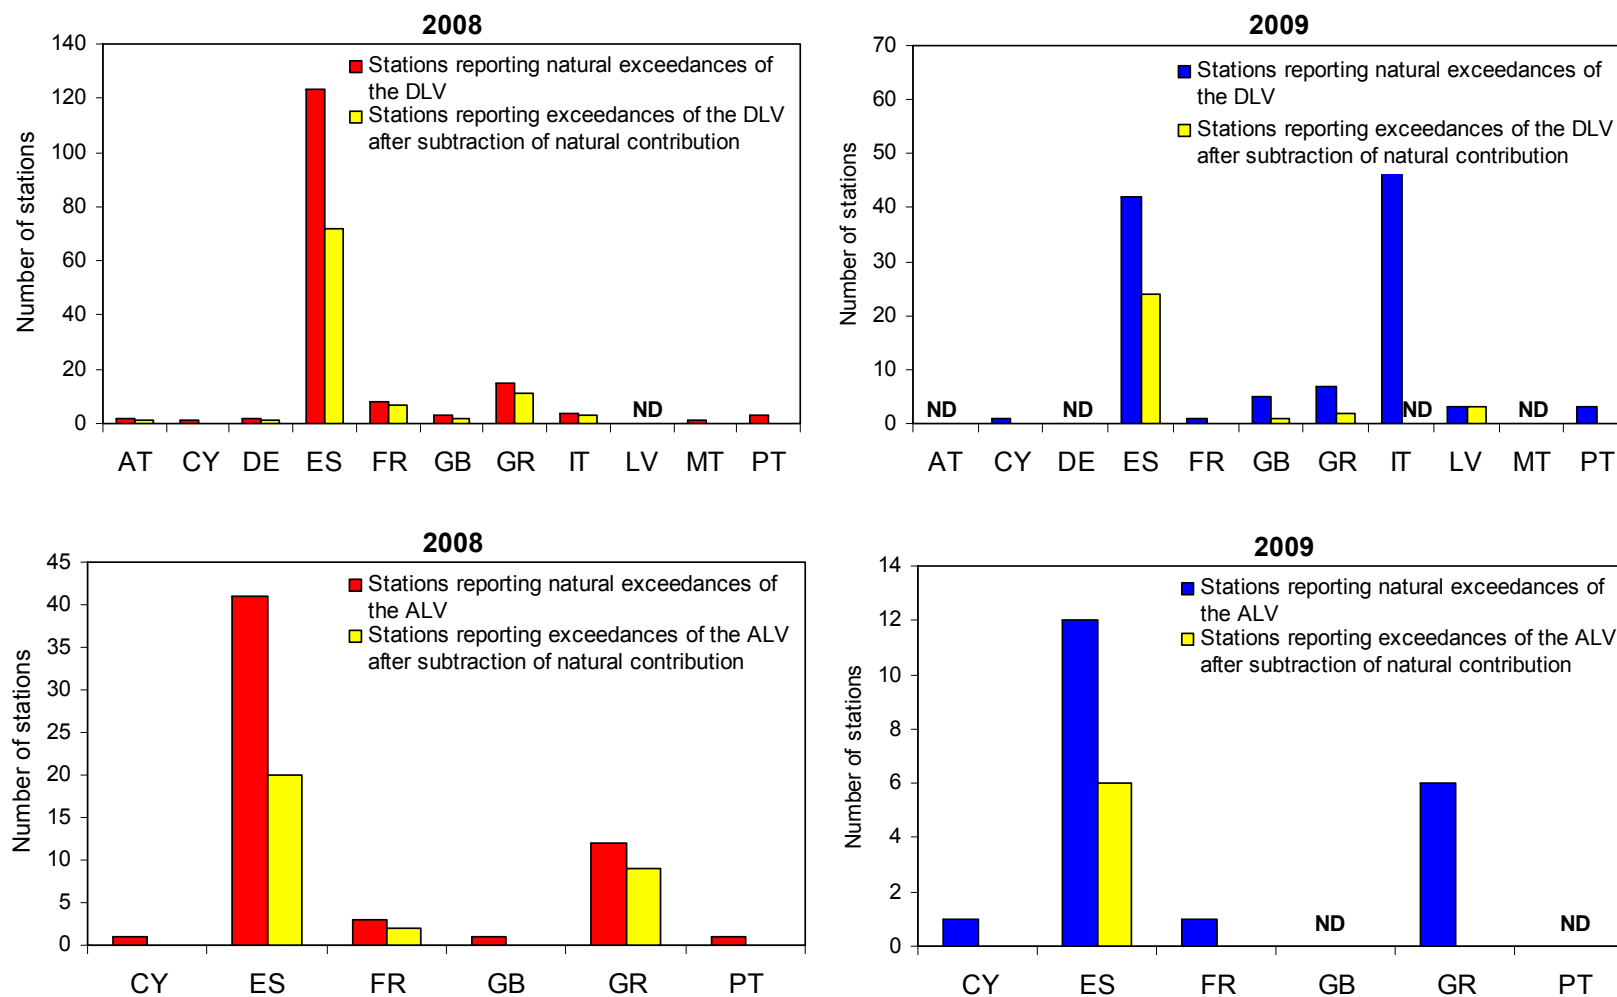 2008
Number of stations
140
120
100
80
60
40
20
0
Stations reporting natural exceedances of
the DLV
Stations reporting exceedances of the DLV
after subtraction of natural contribution
ND
AT CY DE ES FR GB GR IT LV MT PT
2009
Number of stations
70
60
50
40
30
20
10
0
Stations reporting natural exceedances of
the DLV
Stations reporting exceedances of the DLV
after subtraction of natural contribution
ND ND ND ND
AT CY DE ES FR GB GR IT LV MT PT
2008
Number of stations
45
40
35
30
25
20
15
10
5
0
Stations reporting natural exceedances of
the ALV
Stations reporting exceedances of the ALV
after subtraction of natural contribution
CY ES FR GB GR PT
2009
Number of stations
14
12
10
8
6
4
2
0
Stations reporting natural exceedances of
the ALV
Stations reporting exceedances of the ALV
after subtraction of natural contribution
ND ND
CY ES FR GB GR PT